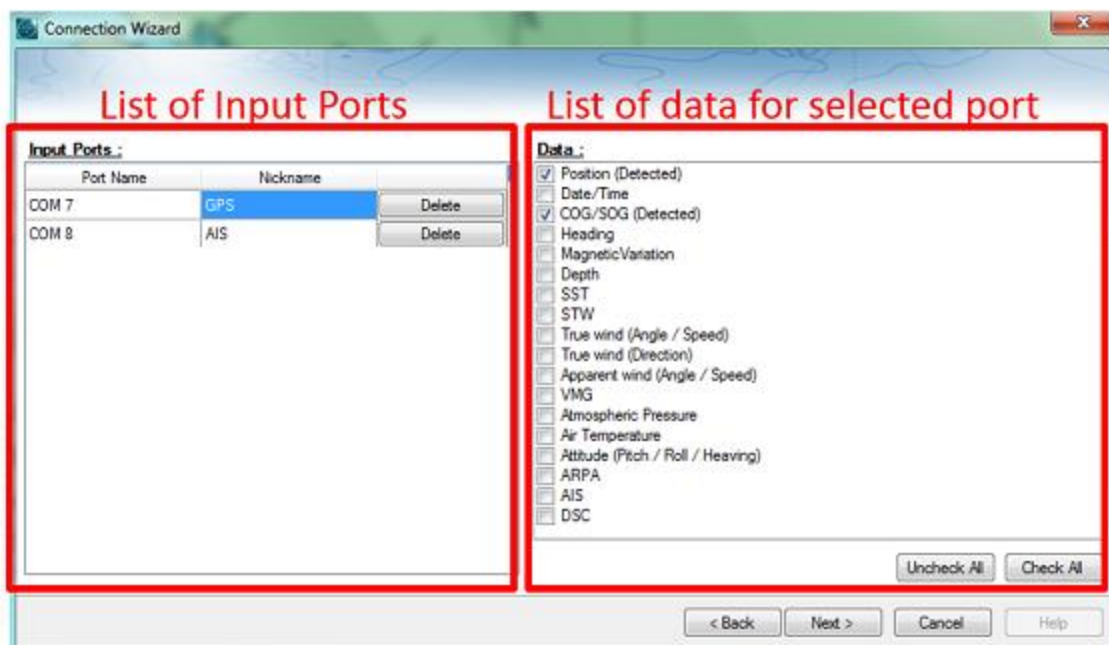 Connection Wizard
x
List of Input Ports
List of data for selected port
Input Ports :
Port Name Nickname
COM 7 GPS Delete
COM 8 AIS Delete
Data :
Position (Detected)
Date/Time
COG/SOG (Detected)
Heading
MagneticVariation
Depth
SST
STW
True wind (Angle / Speed)
True wind (Direction)
Apparent wind (Angle / Speed)
VMG
Atmospheric Pressure
Air Temperature
Attitude (Pitch / Roll / Heaving)
ARPA
AIS
DSC
Uncheck All Check All
< Back Next > Cancel Help